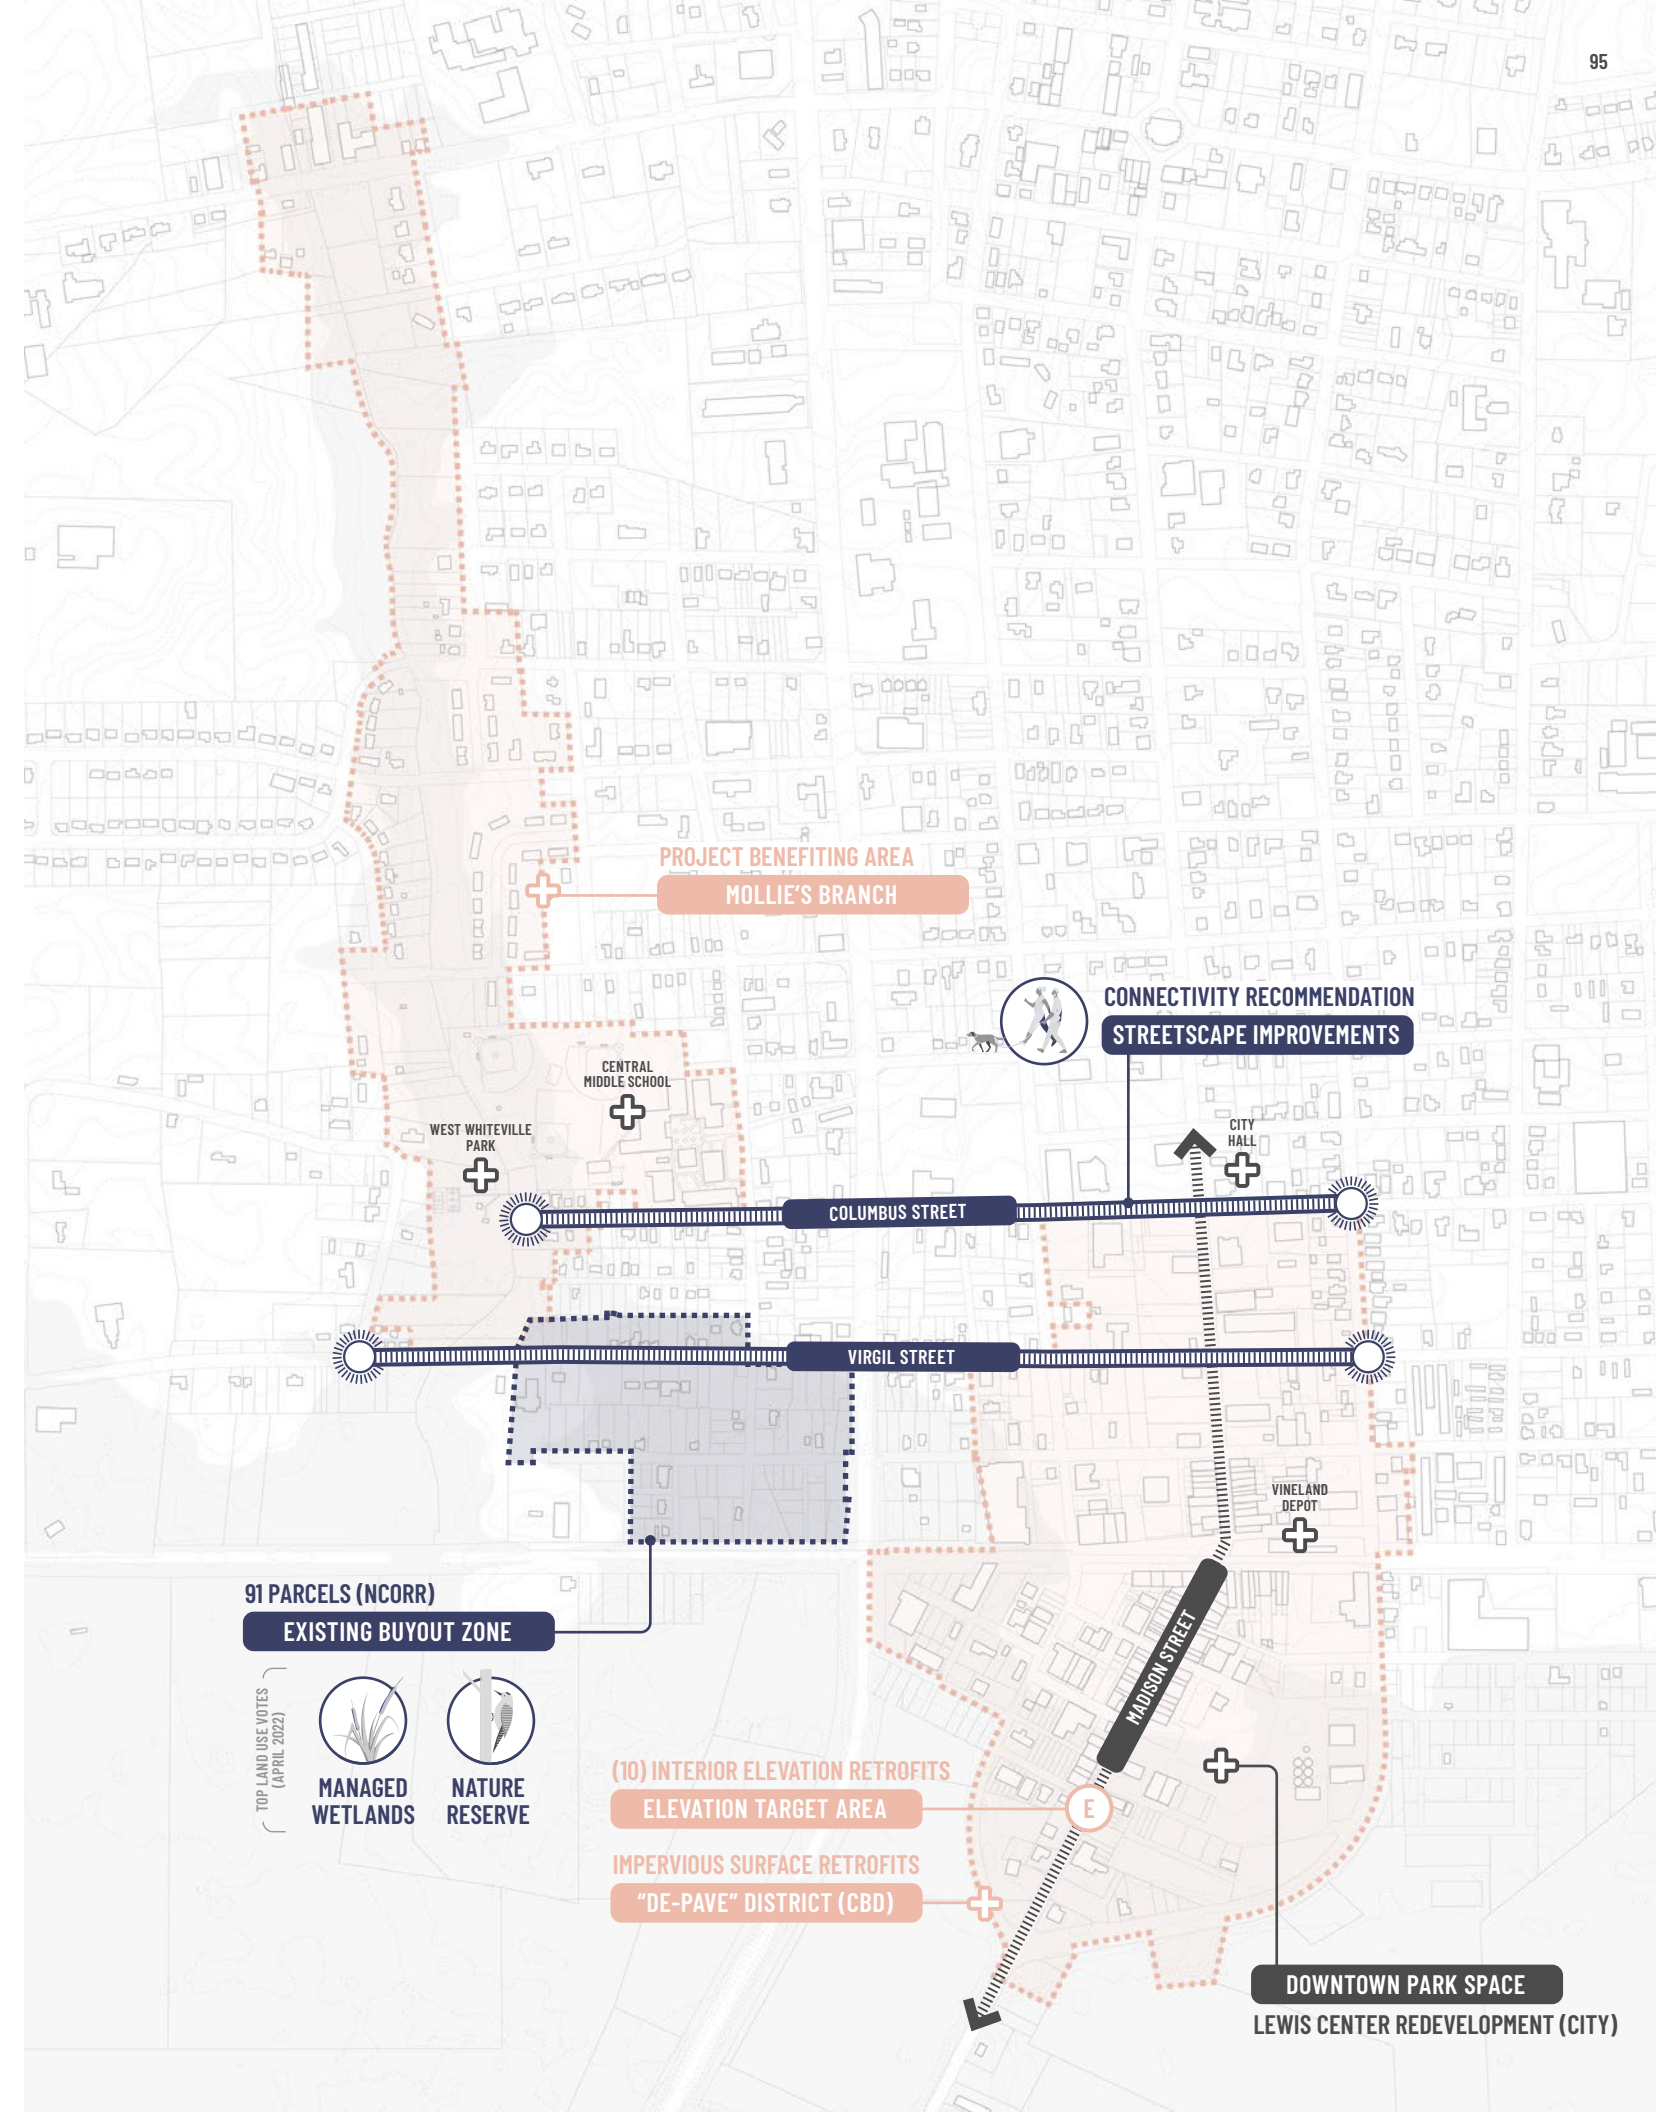 95
PROJECT BENEFITING AREA
MOLLIE'S BRANCH
CONNECTIVITY RECOMMENDATION
STREETSCAPE IMPROVEMENTS
CENTRAL
MIDDLE SCHOOL
WEST WHITEVILLE
PARK
CITY
HALL
COLUMBUS STREET
VIRGIL STREET
VINELAND
DEPOT
91 PARCELS (NCORR)
EXISTING BUYOUT ZONE
MADISON STREET
TOP LAND USE VOTES
(APRIL 2022)
MANAGED
WETLANDS
NATURE
RESERVE
(10) INTERIOR ELEVATION RETROFITS
ELEVATION TARGET AREA
E
IMPERVIOUS SURFACE RETROFITS
“DE-PAVE” DISTRICT (CBD)
DOWNTOWN PARK SPACE
LEWIS CENTER REDEVELOPMENT (CITY)